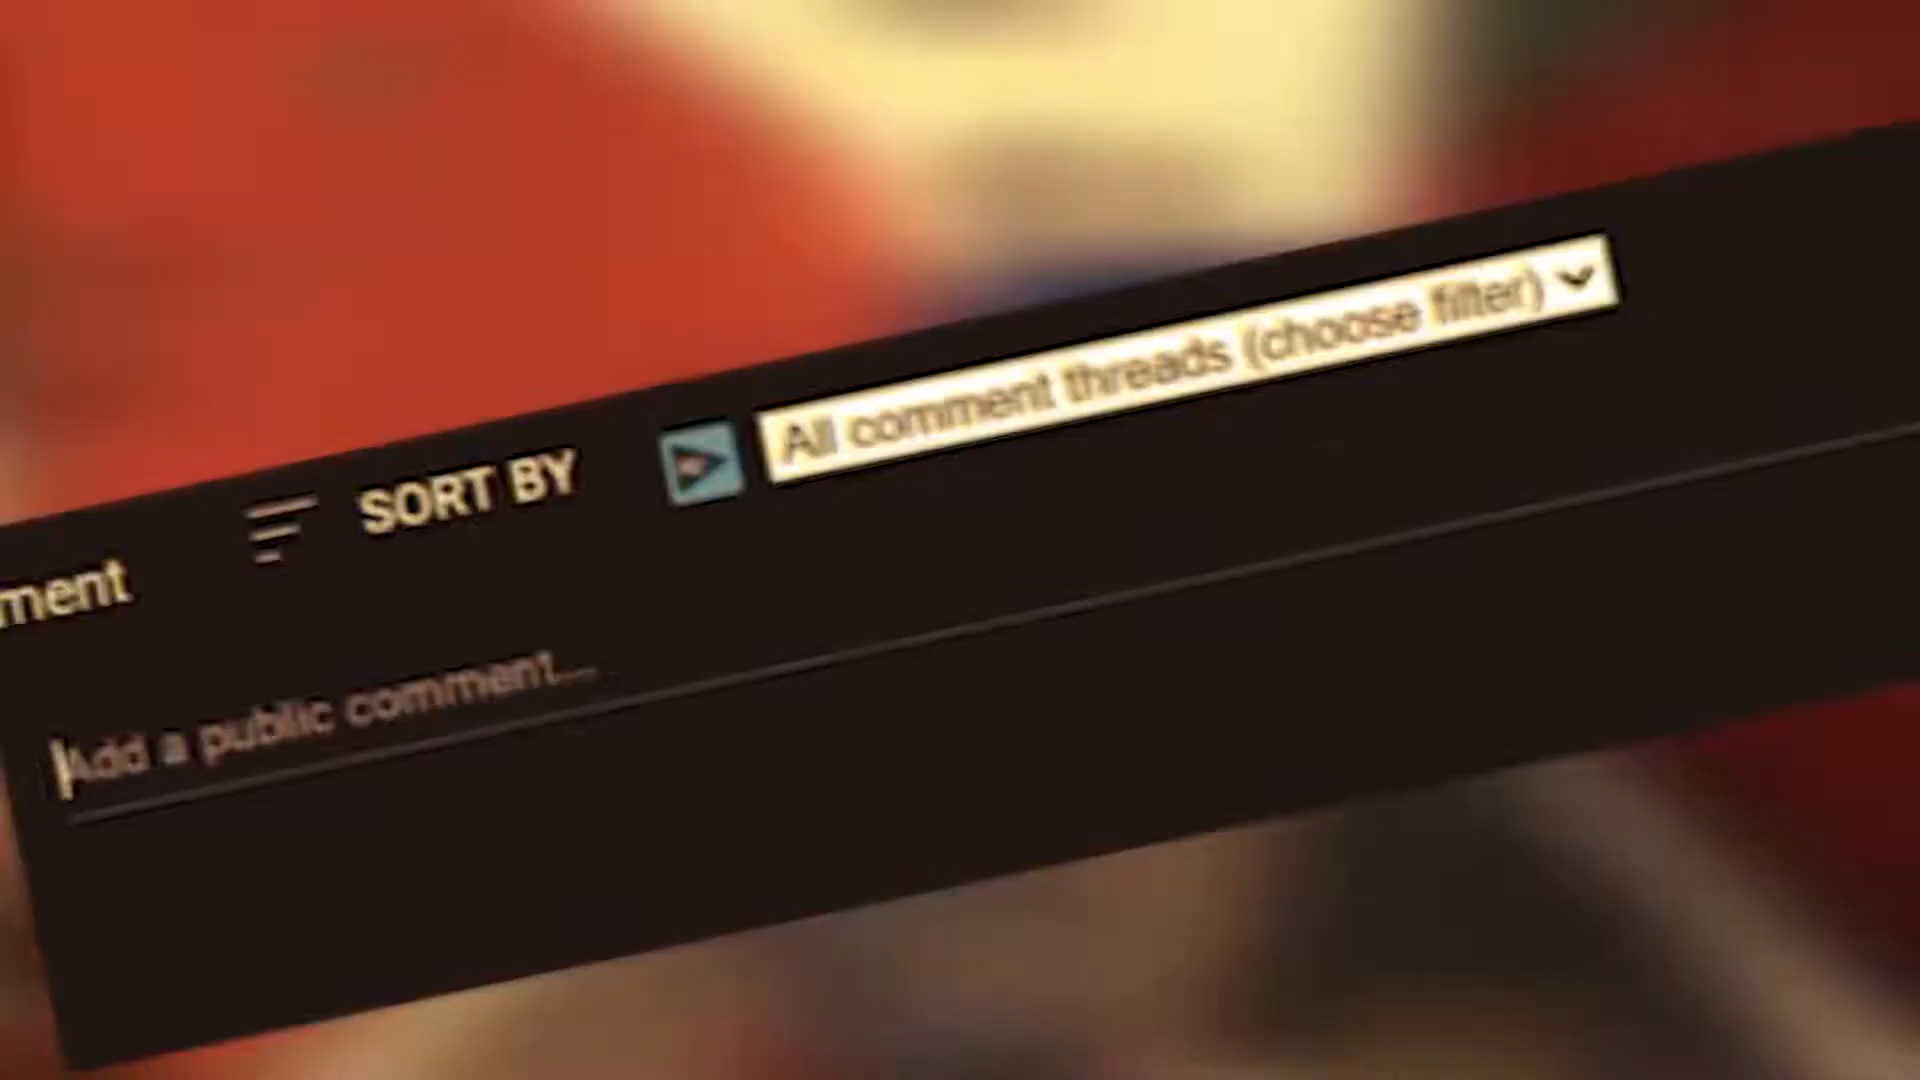 ment
SORT BY
All comment threads (choose filter)
Add a public comment...